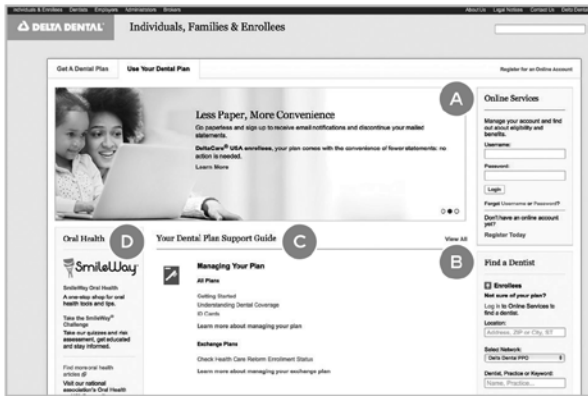 Individuals & Enrollees Dentists Employers Administrators Brokers
About Us Legal Notices Contact Us Delta Dental
DELTA DENTAL
Individuals, Families & Enrollees
Get A Dental Plan
Use Your Dental Plan
Register for an Online Account
A
Less Paper, More Convenience
Go paperless and sign up to receive email notifications and discontinue your mailed
statements.
DeltaCare® USA enrollees, your plan comes with the convenience of fewer statements: no
action is needed.
Learn More
Online Services
Manage your account and find
out about eligibility and
benefits.
Username:
Password:
Login
Forgot Username or Password?
Don't have an online account
yet?
Register Today
Oral Health
D
SmileWay
SmileWay Oral Health
A one-stop shop for oral
health tools and tips.
Take the SmileWay®
Challenge
Take our quizzes and risk
assessment, get educated
and stay informed.
Find more oral health
articles
Visit our national
association's Oral Health
Your Dental Plan Support Guide
C
View All
Managing Your Plan
All Plans
Getting Started
Understanding Dental Coverage
ID Cards
Learn more about managing your plan
Exchange Plans
Check Health Care Reform Enrollment Status
Learn more about managing your exchange plan
B
Find a Dentist
Enrollees
Not sure of your plan?
Log in to Online Services to
find a dentist.
Location:
Address, ZIP or City, ST
Select Network:
Delta Dental PPO
Dentist, Practice or Keyword:
Name, Practice...